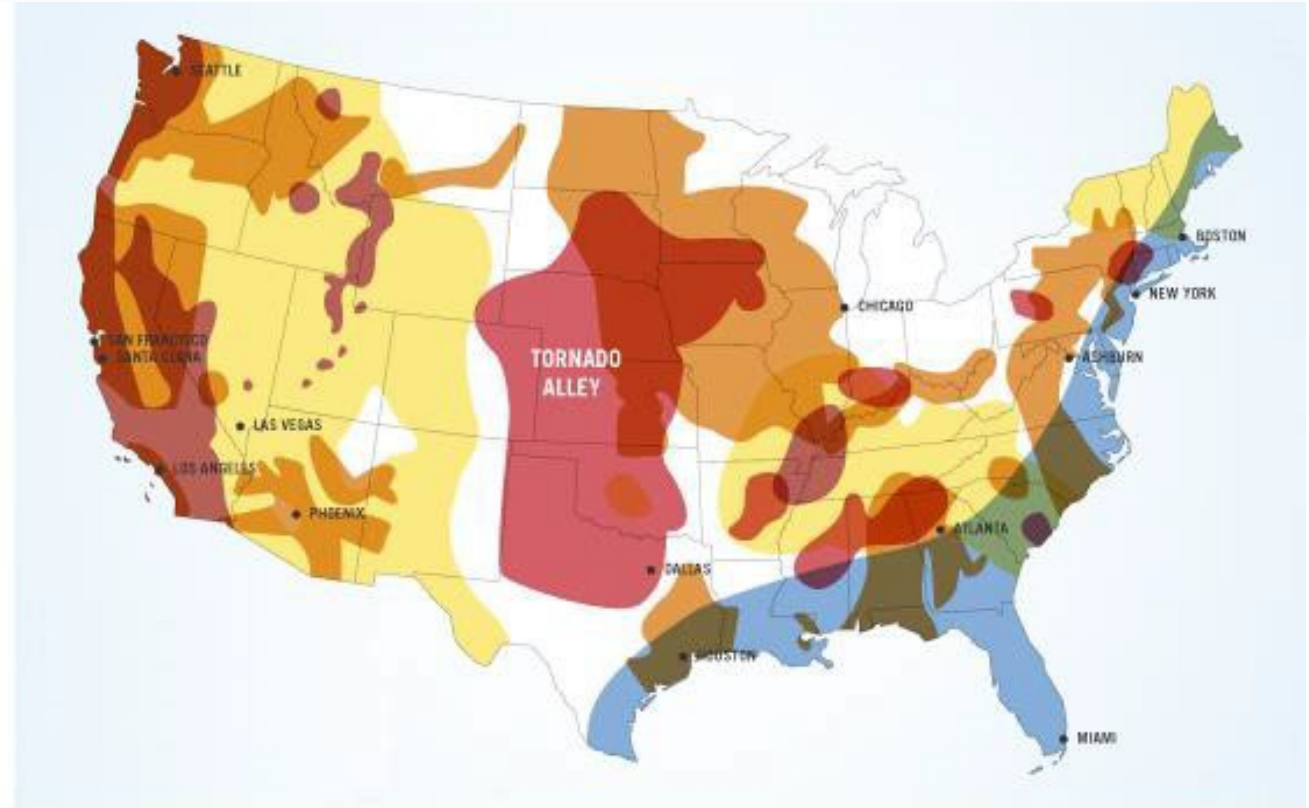 SEATTLE
BOSTON
NEW YORK
CHICAGO
SAN FRANCISCO
SANTA CLARA
ASHBURN
TORNADO
ALLEY
LAS VEGAS
LOS ANGELES
PHOENIX
ATLANTA
DALLAS
HOUSTON
MIAMI